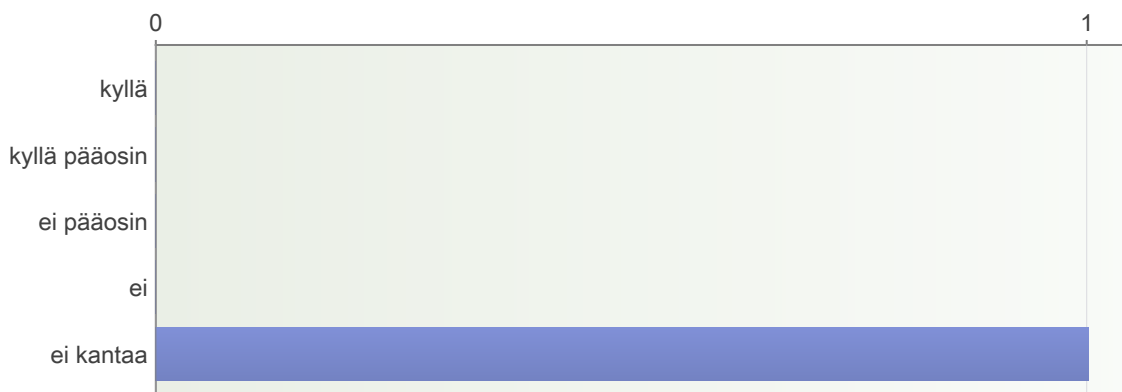 0 1
kyllä
kyllä pääosin
ei pääosin
ei
ei kantaa